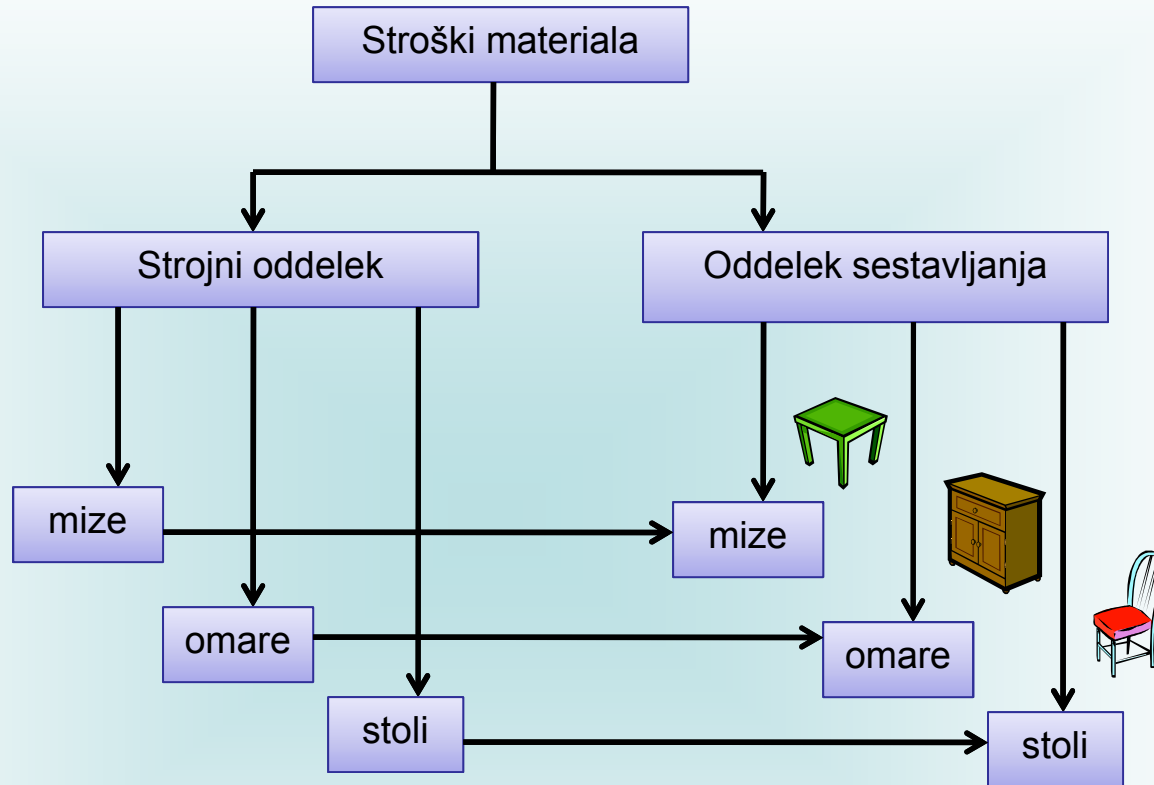 Stroški materiala
Strojni oddelek
Oddelek sestavljanja
mize
mize
omare
omare
stoli
stoli